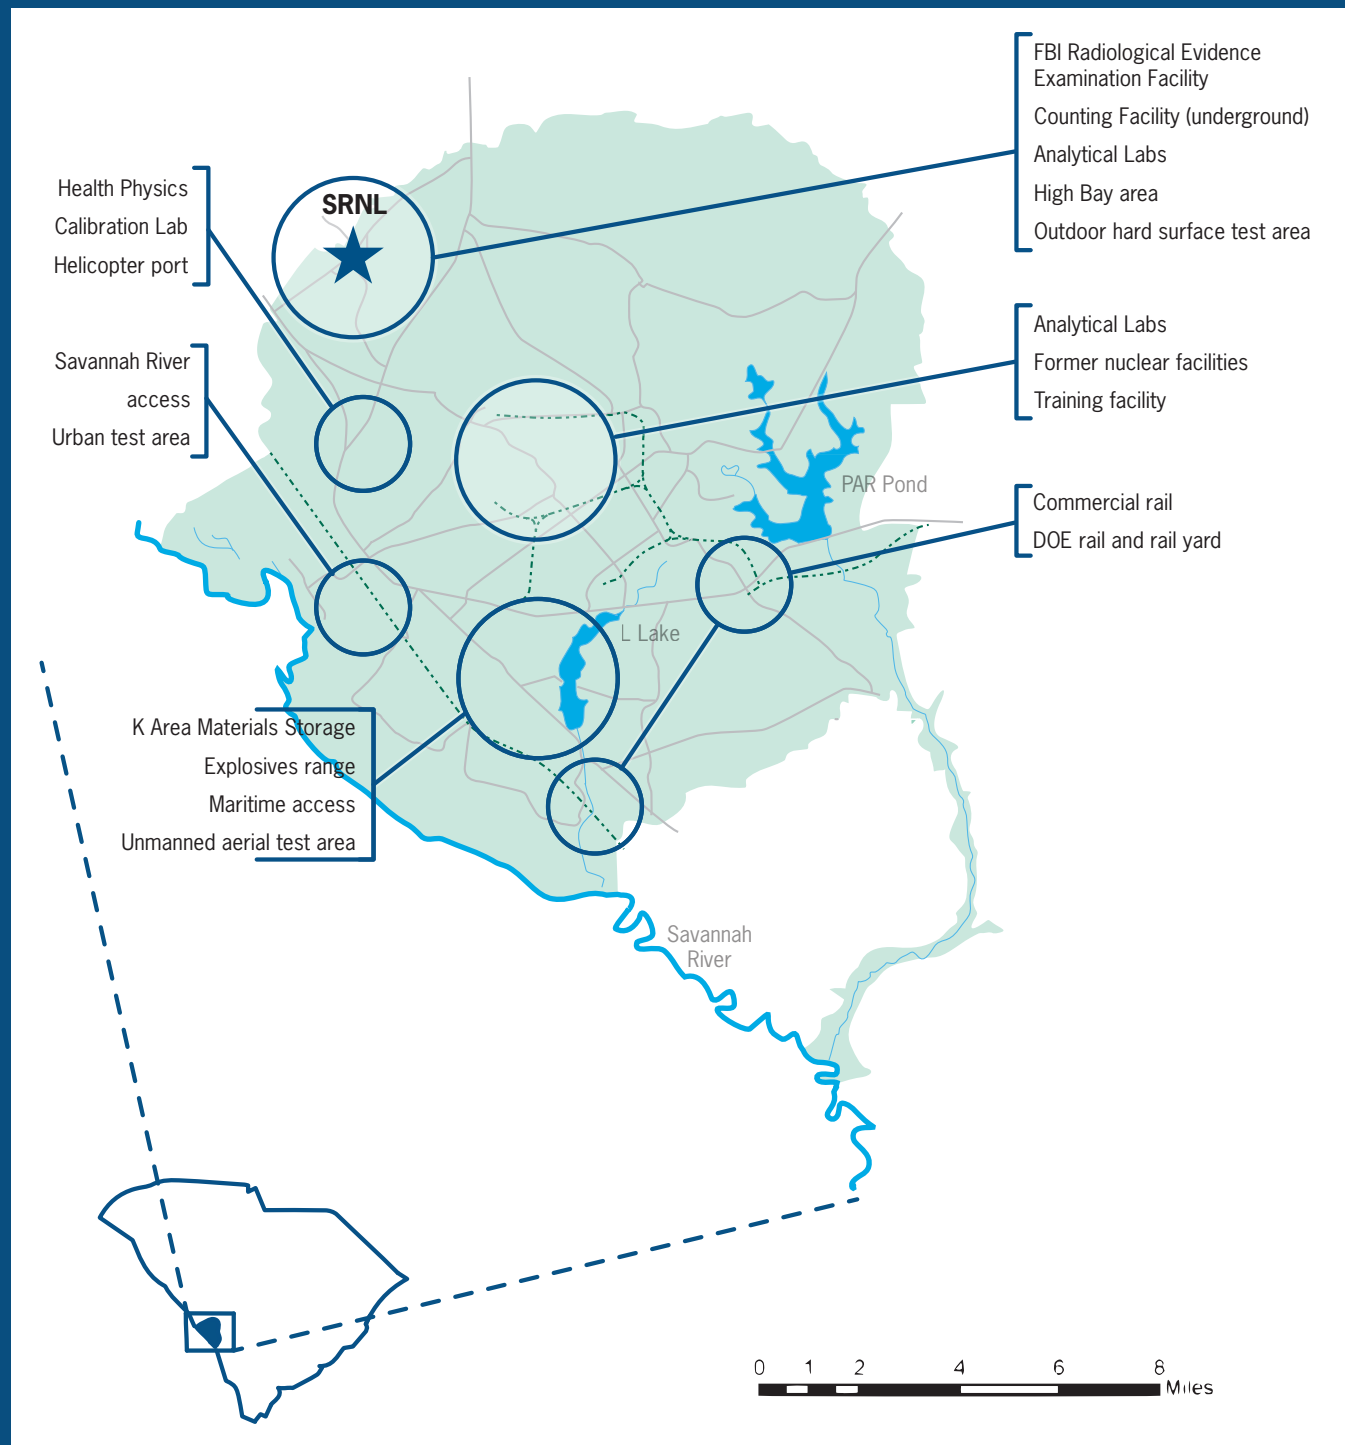 FBI Radiological Evidence
Examination Facility
Counting Facility (underground)
Analytical Labs
High Bay area
Outdoor hard surface test area
Health Physics
Calibration Lab
Helicopter port
SRNL
Savannah River
access
Urban test area
Analytical Labs
Former nuclear facilities
Training facility
PAR Pond
Commercial rail
DOE rail and rail yard
L Lake
K Area Materials Storage
Explosives range
Maritime access
Unmanned aerial test area
Savannah
River
0 1 2 4 6 8
Miles